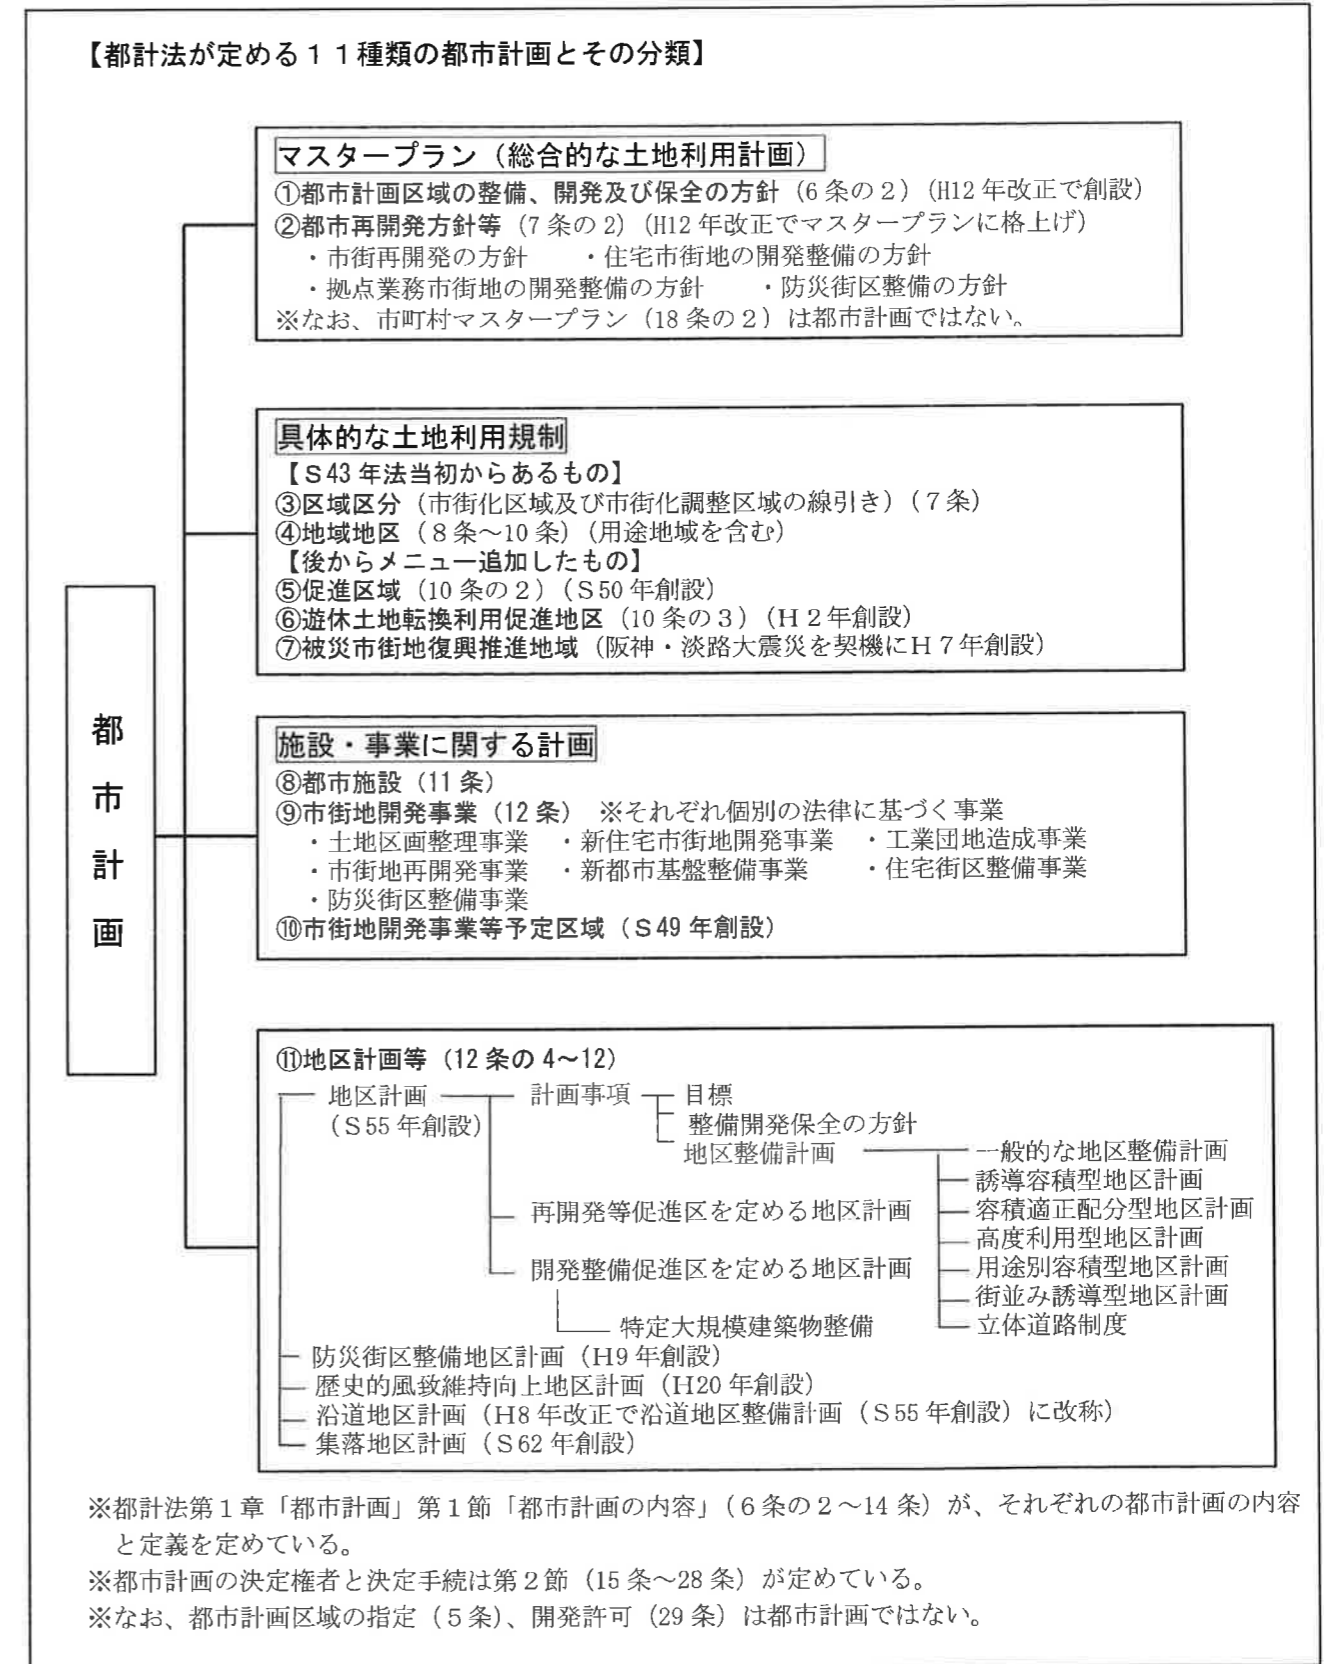 【都計法が定める11種類の都市計画とその分類】
マスタープラン(総合的な土地利用計画)
①都市計画区域の整備、開発及び保全の方針(6条の2)(H12年改正で創設)
②都市再開発方針等(7条の2)(H12年改正でマスタープランに格上げ)
・市街再開発の方針 ・住宅市街地の開発整備の方針
・拠点業務市街地の開発整備の方針 ・防災街区整備の方針
※なお、市町村マスタープラン(18条の2)は都市計画ではない。
具体的な土地利用規制
【S43年法当初からあるもの】
③区域区分(市街化区域及び市街化調整区域の線引き)(7条)
④地域地区(8条～10条)(用途地域を含む)
【後からメニュー追加したもの】
⑤促進区域(10条の2)(S50年創設)
⑥遊休土地転換利用促進地区(10条の3)(H2年創設)
⑦被災市街地復興推進地域(阪神・淡路大震災を契機にH7年創設)
都市計画
施設・事業に関する計画
⑧都市施設(11条)
⑨市街地開発事業(12条) ※それぞれ個別の法律に基づく事業
・土地区画整理事業 ・新住宅市街地開発事業 ・工業団地造成事業
・市街地再開発事業 ・新都市基盤整備事業 ・住宅街区整備事業
・防災街区整備事業
⑩市街地開発事業等予定区域(S49年創設)
⑪地区計画等(12条の4～12)
地区計画 計画事項 目標
(S55年創設) 整備開発保全の方針
地区整備計画 一般的な地区整備計画
誘導容積型地区計画
再開発等促進区を定める地区計画 容積適正配分型地区計画
高度利用型地区計画
開発整備促進区を定める地区計画 用途別容積型地区計画
街並み誘導型地区計画
特定大規模建築物整備 立体道路制度
防災街区整備地区計画(H9年創設)
歴史的風致維持向上地区計画(H20年創設)
沿道地区計画(H8年改正で沿道地区整備計画(S55年創設)に改称)
集落地区計画(S62年創設)
※都計法第1章「都市計画」第1節「都市計画の内容」(6条の2～14条)が、それぞれの都市計画の内容
と定義を定めている。
※都市計画の決定権者と決定手続は第2節(15条～28条)が定めている。
※なお、都市計画区域の指定(5条)、開発許可(29条)は都市計画ではない。